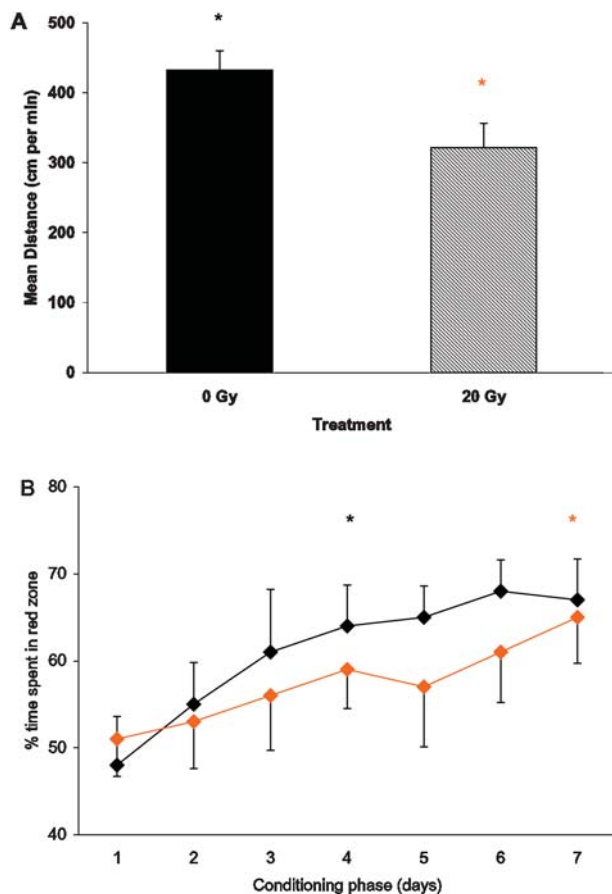 A
*
*
500
400
300
200
100
0
Mean Distance (cm per min)
0 Gy
20 Gy
Treatment
B
*
*
80
70
60
50
40
% time spent in red zone
1 2 3 4 5 6 7
Conditioning phase (days)